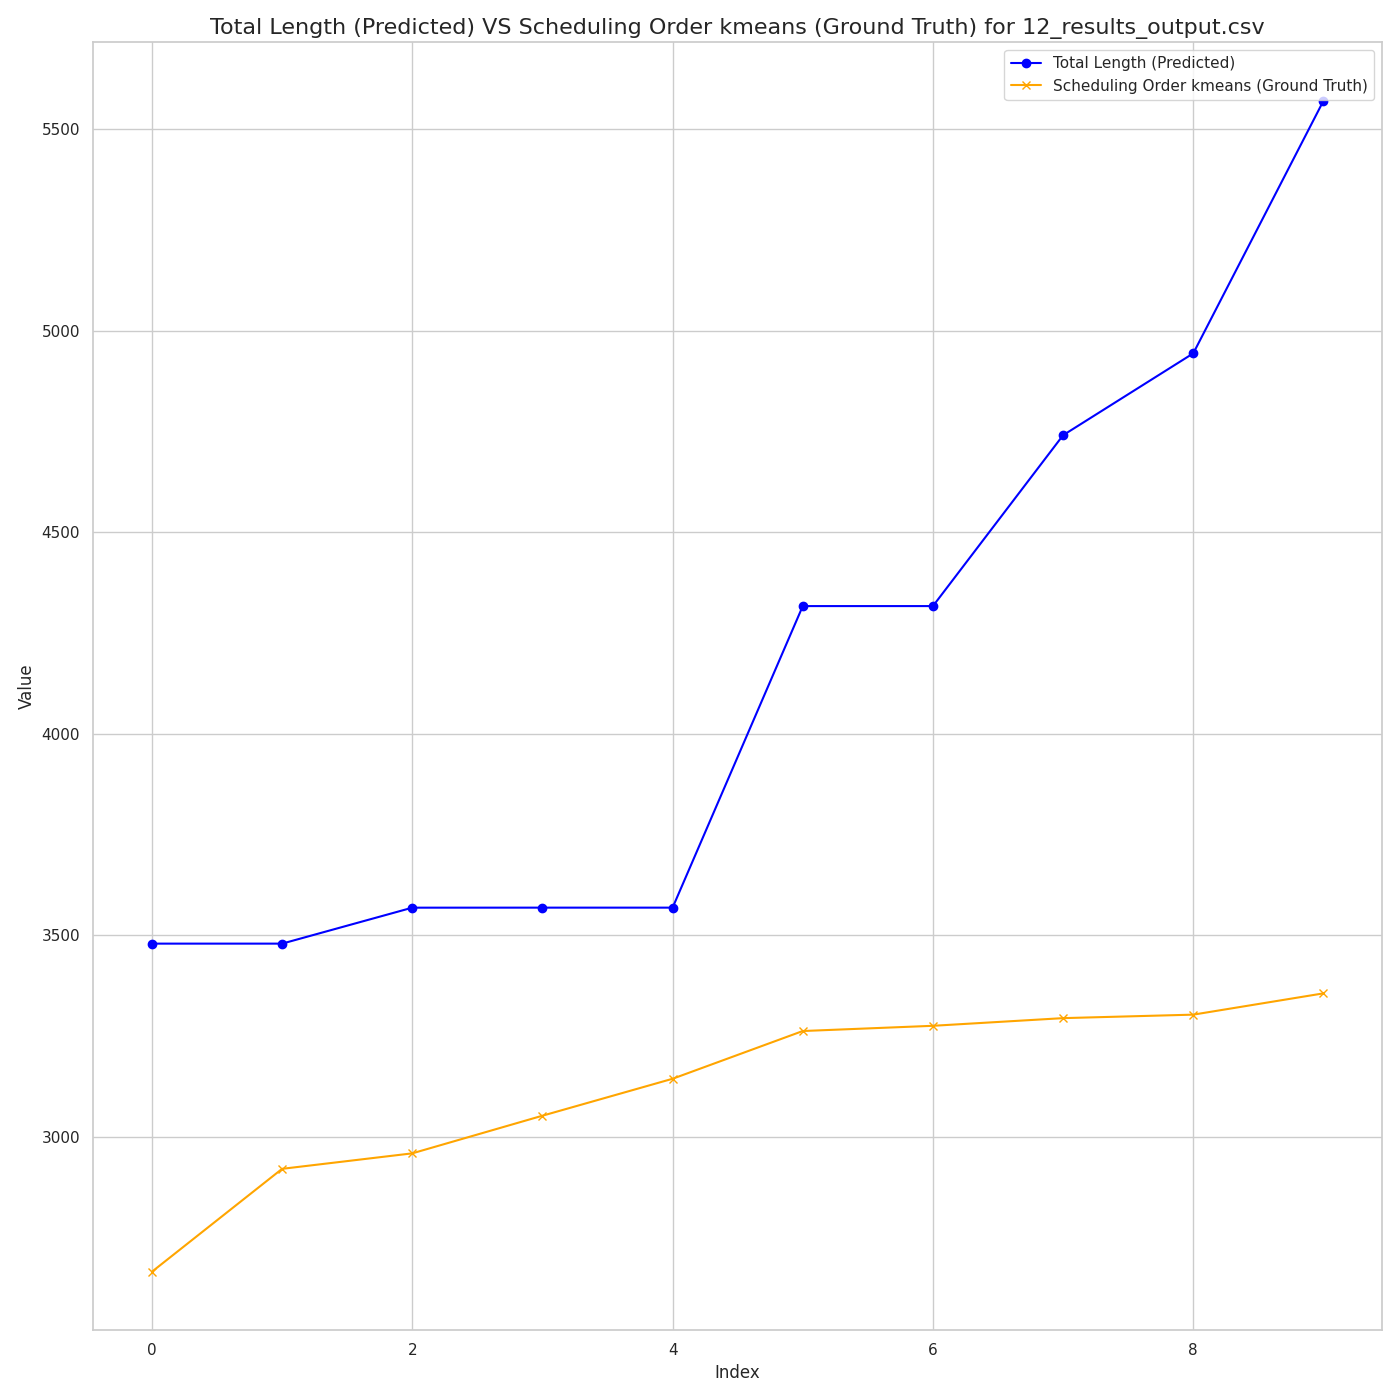 Total Length (Predicted) VS Scheduling Order kmeans (Ground Truth) for 12_results_output.csv
Total Length (Predicted)
Scheduling Order kmeans (Ground Truth)
5500
5000
4500
4000
3500
3000
Value
0 2 4 6 8
Index